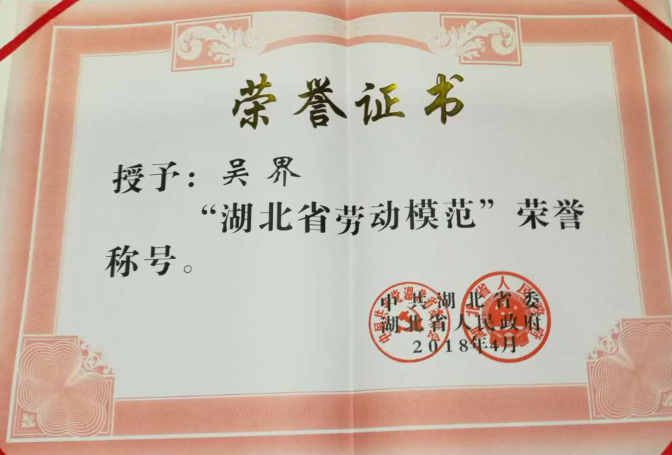 荣誉证书
授予：吴界
“湖北省劳动模范”荣誉
称号。
中共湖北省委
湖北省人民政府
2018年4月